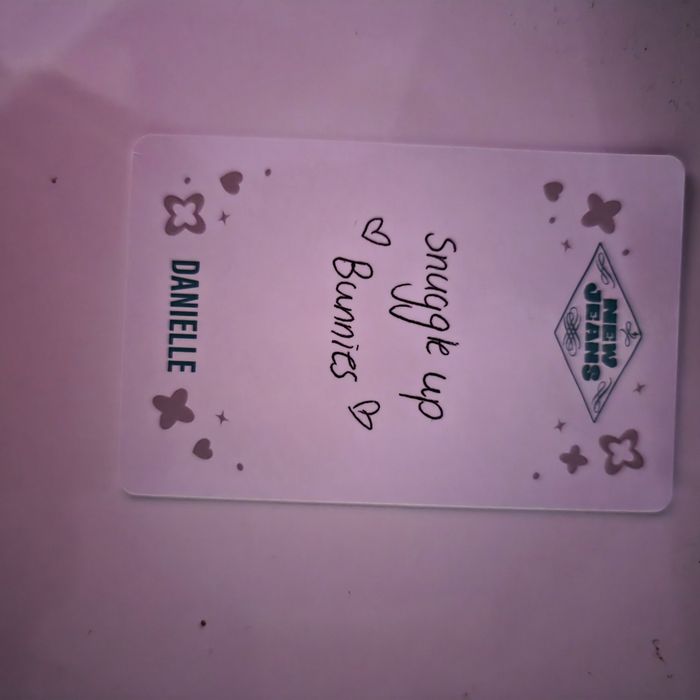 NEW
JEANS
Snuggle up
♡ Bunnies ♡
DANIELLE